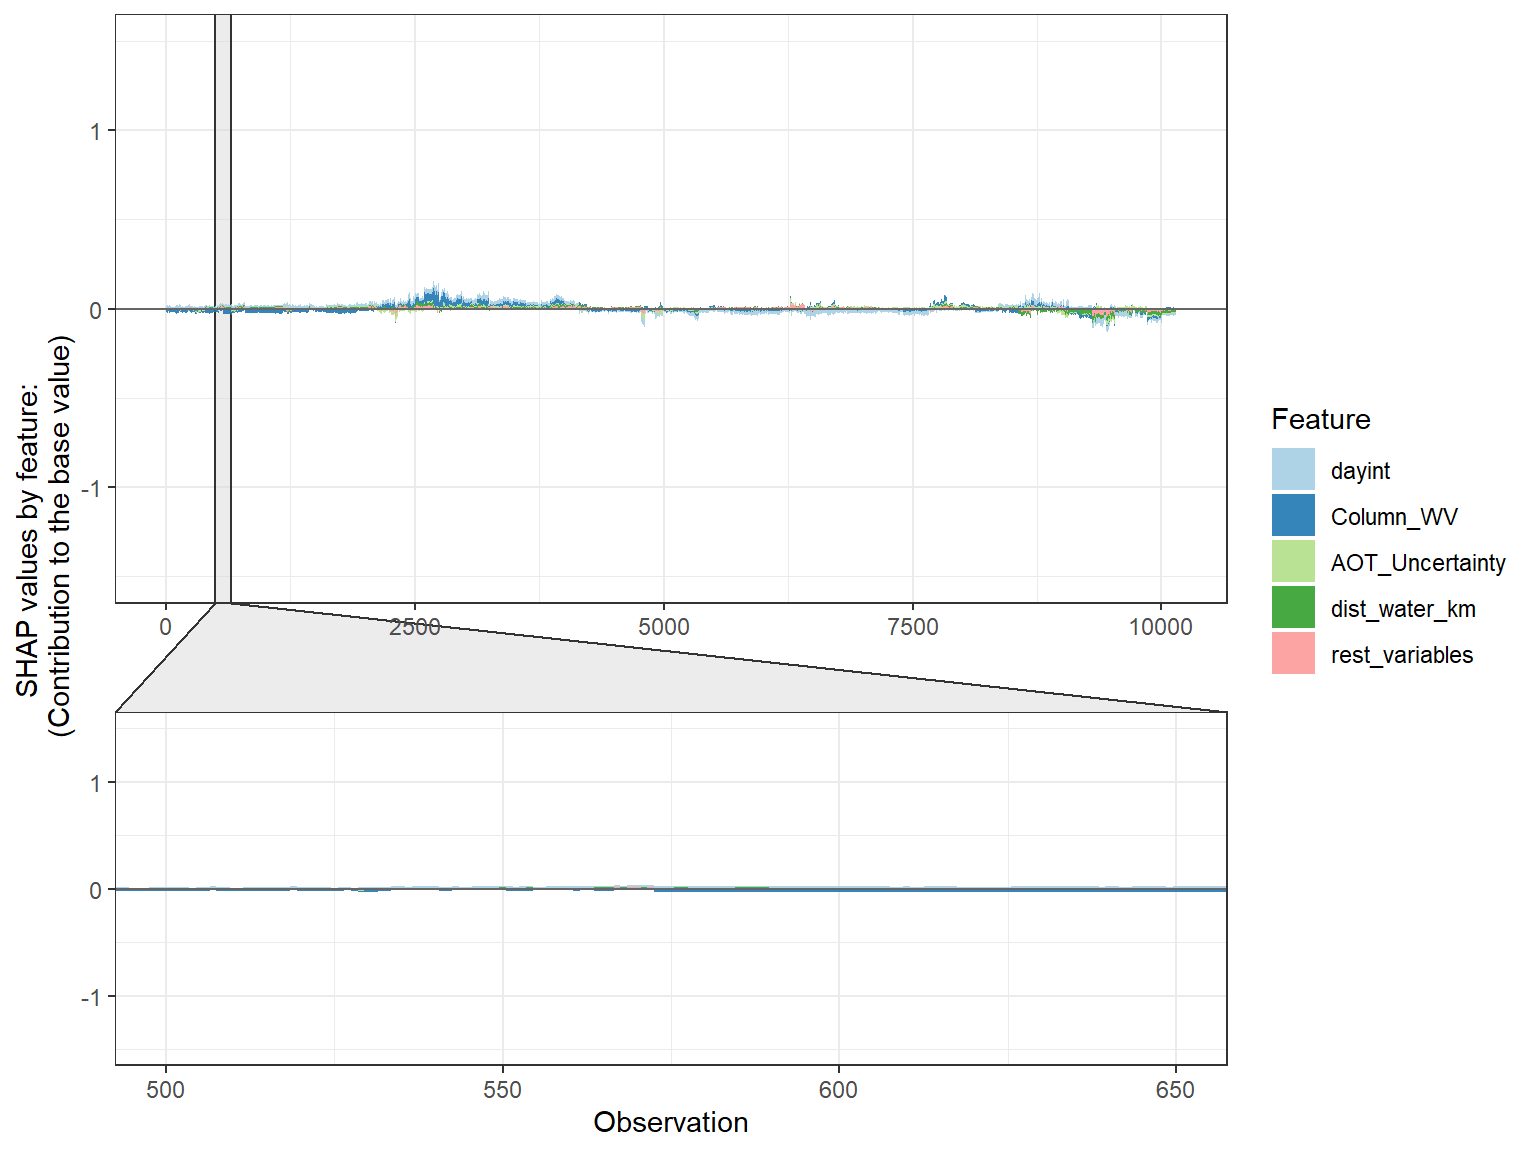 1
0
-1
0
2500
5000
7500
10000
SHAP values by feature:
(Contribution to the base value)
1
0
-1
500
550
600
650
Observation
Feature
dayint
Column_WV
AOT_Uncertainty
dist_water_km
rest_variables